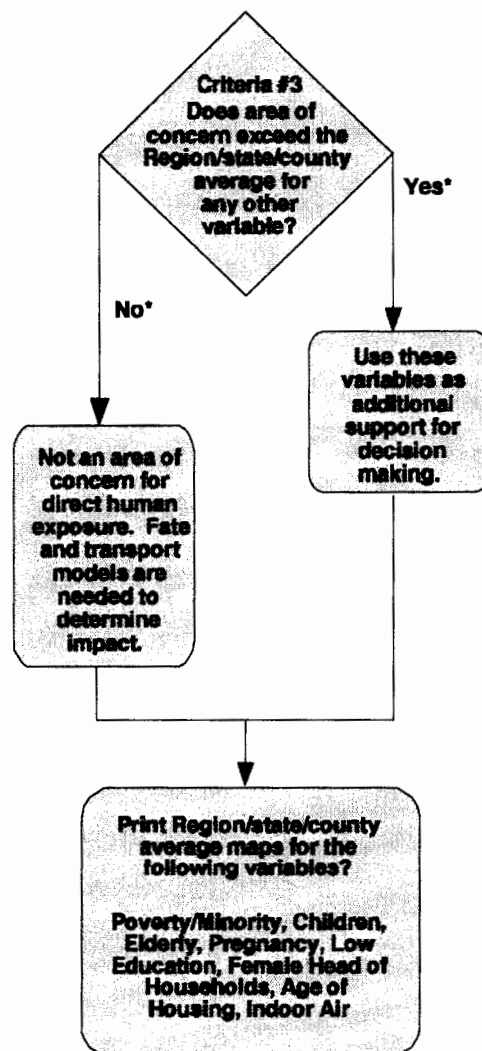 Criteria #3
Does area of
concern exceed the
Region/state/county
average for
any other
variable?
Yes*
No*
Use these
variables as
additional
support for
decision
making.
Not an area of
concern for
direct human
exposure. Fate
and transport
models are
needed to
determine
impact.
Print Region/state/county
average maps for the
following variables?
Poverty/Minority, Children,
Elderly, Pregnancy, Low
Education, Female Head of
Households, Age of
Housing, Indoor Air